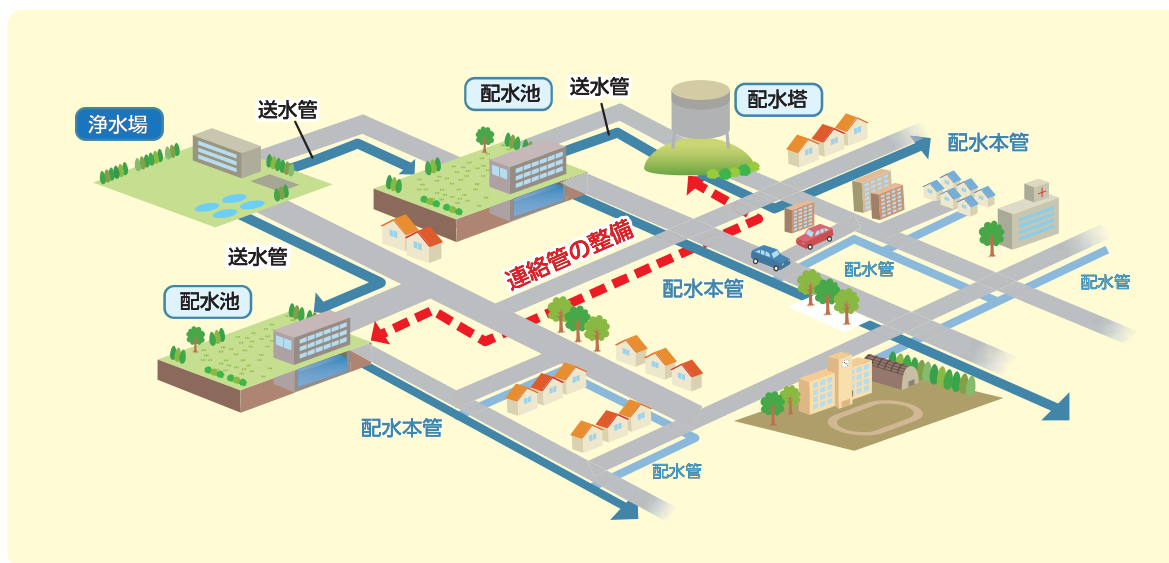 配水池
送水管
配水塔
浄水場
送水管
配水本管
連絡管の整備
送水管
配水管
配水管
配水池
配水本管
配水本管
配水管